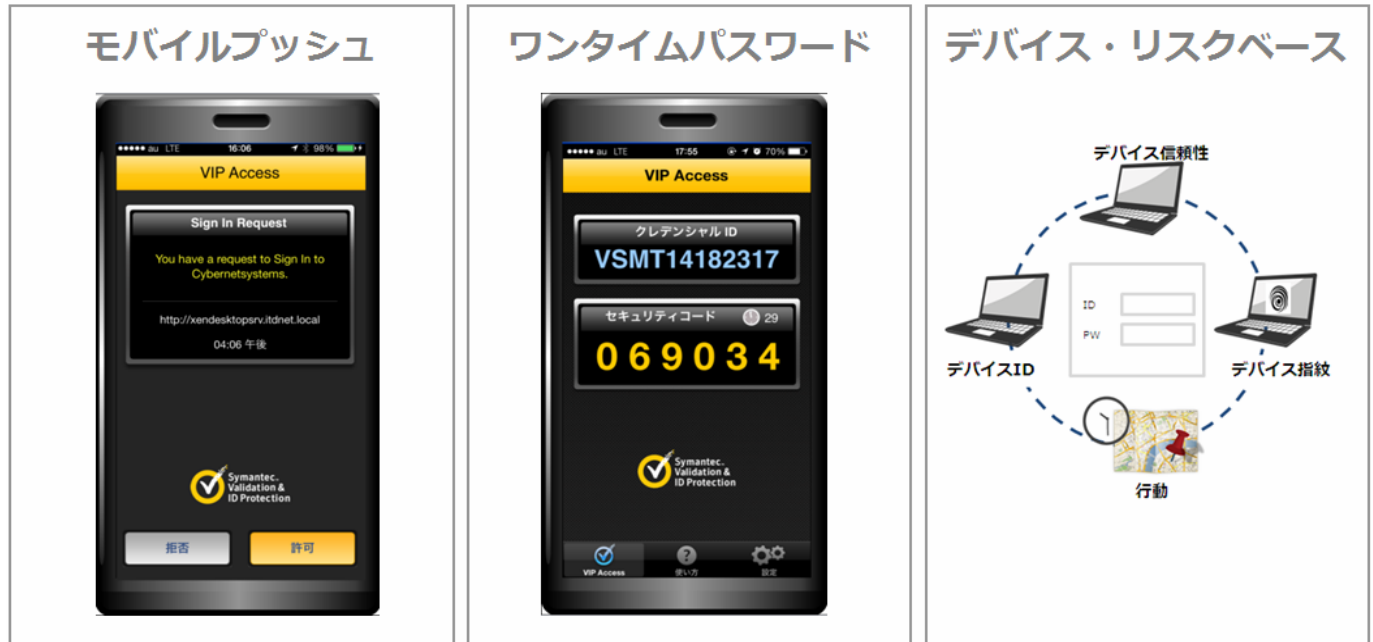 モバイルプッシュ
au LTE 16:06 98%
VIP Access
Sign In Request
You have a request to Sign In to
Cybernetsystems.
http://xendesktopsrv.itdnet.local
04:06 午後
Symantec.
Validation &
ID Protection
拒否 許可
ワンタイムパスワード
au LTE 17:55 70%
VIP Access
クレデンシャル ID
VSMT14182317
セキュリティコード 29
069034
Symantec.
Validation &
ID Protection
VIP Access 使い方 設定
デバイス・リスクベース
デバイス信頼性
ID
PW
デバイスID デバイス指紋
行動